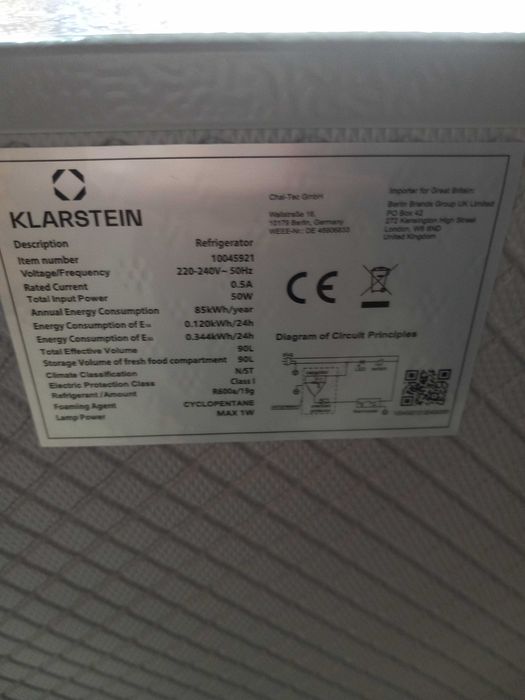 KLARSTEIN
Description Refrigerator
Item number 10045921
Voltage/Frequency 220-240V~ 50Hz
Rated Current 0.5A
Total Input Power 50W
Annual Energy Consumption 85kWh/year
Energy Consumption of E₁₆ 0.120kWh/24h
Energy Consumption of E₃₂ 0.344kWh/24h
Total Effective Volume 90L
Storage Volume of fresh food compartment 90L
Climate Classification N/ST
Electric Protection Class Class I
Refrigerant /Amount R600a/19g
Foaming Agent CYCLOPENTANE
Lamp Power MAX 1W
Chal-Tec GmbH
Wallstraße 16,
10179 Berlin, Germany
WEEE-Nr.: DE
Importer for Great Britain:
Berlin Brands Group UK Limited
PO Box 42
272 Kensington High Street
London, W8 6ND
United Kingdom
CE
Diagram of Circuit Principles